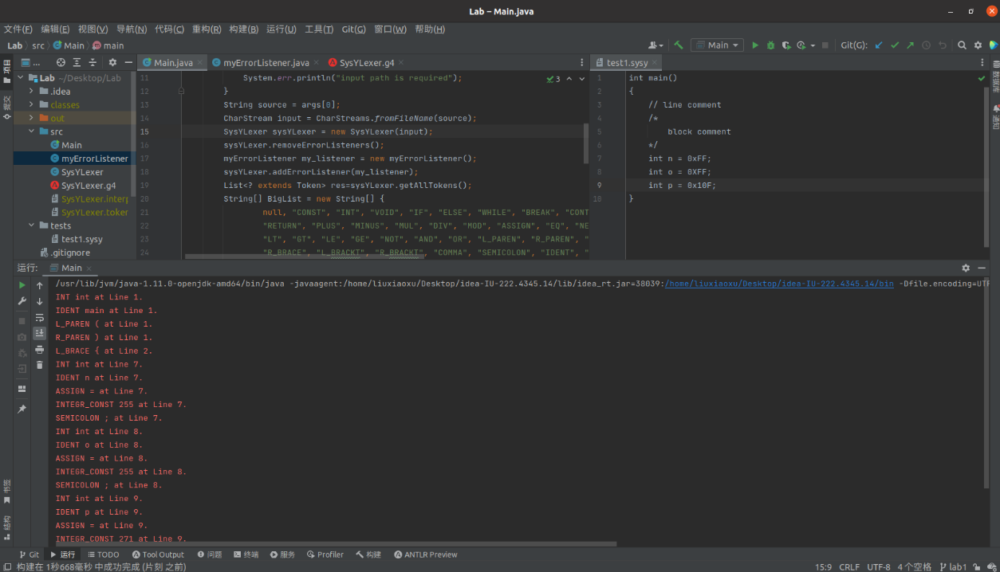 Lab – Main.java
文件(F) 编辑(E) 视图(V) 导航(N) 代码(C) 重构(R) 构建(B) 运行(U) 工具(T) Git(G) 窗口(W) 帮助(H)
Lab src Main main
Main Git(G):
项目
提交
... Main.java myErrorListener.java SysYLexer.g4 test1.sysy
Lab ~/Desktop/Lab
.idea
classes
out
src
Main
myErrorListener
SysYLexer
SysYLexer.g4
SysYLexer.interp
SysYLexer.token
tests
test1.sysy
.gitignore
3
11 System.err.println("input path is required");
12 }
13 String source = args[0];
14 CharStream input = CharStreams.fromFileName(source);
15 SysYLexer sysYLexer = new SysYLexer(input);
16 sysYLexer.removeErrorListeners();
17 myErrorListener my_listener = new myErrorListener();
18 sysYLexer.addErrorListener(my_listener);
19 List<? extends Token> res=sysYLexer.getAllTokens();
20 String[] BigList = new String[] {
21 null, "CONST", "INT", "VOID", "IF", "ELSE", "WHILE", "BREAK", "CONT
22 "RETURN", "PLUS", "MINUS", "MUL", "DIV", "MOD", "ASSIGN", "EQ", "NE
23 "LT", "GT", "LE", "GE", "NOT", "AND", "OR", "L_PAREN", "R_PAREN", "
24 "R_BRACE", "L_BRACKT", "R_BRACKT", "COMMA", "SEMICOLON", "IDENT", "
1 int main()
2 {
3 // line comment
4 /*
5 block comment
6 */
7 int n = 0xFF;
8 int o = 0XFF;
9 int p = 0x10F;
10 }
数据库
通知
运行: Main
/usr/lib/jvm/java-1.11.0-openjdk-amd64/bin/java -javaagent:/home/liuxiaoxu/Desktop/idea-IU-222.4345.14/lib/idea_rt.jar=38039:/home/liuxiaoxu/Desktop/idea-IU-222.4345.14/bin -Dfile.encoding=UTF
INT int at Line 1.
IDENT main at Line 1.
L_PAREN ( at Line 1.
R_PAREN ) at Line 1.
L_BRACE { at Line 2.
INT int at Line 7.
IDENT n at Line 7.
ASSIGN = at Line 7.
INTEGR_CONST 255 at Line 7.
SEMICOLON ; at Line 7.
INT int at Line 8.
IDENT o at Line 8.
ASSIGN = at Line 8.
INTEGR_CONST 255 at Line 8.
SEMICOLON ; at Line 8.
INT int at Line 9.
IDENT p at Line 9.
ASSIGN = at Line 9.
INTEGR_CONST 271 at Line 9.
书签
结构
Git 运行 TODO Tool Output 问题 终端 服务 Profiler 构建 ANTLR Preview
构建在 1秒668毫秒 中成功完成 (片刻 之前) 15:9 CRLF UTF-8 4 个空格 lab1